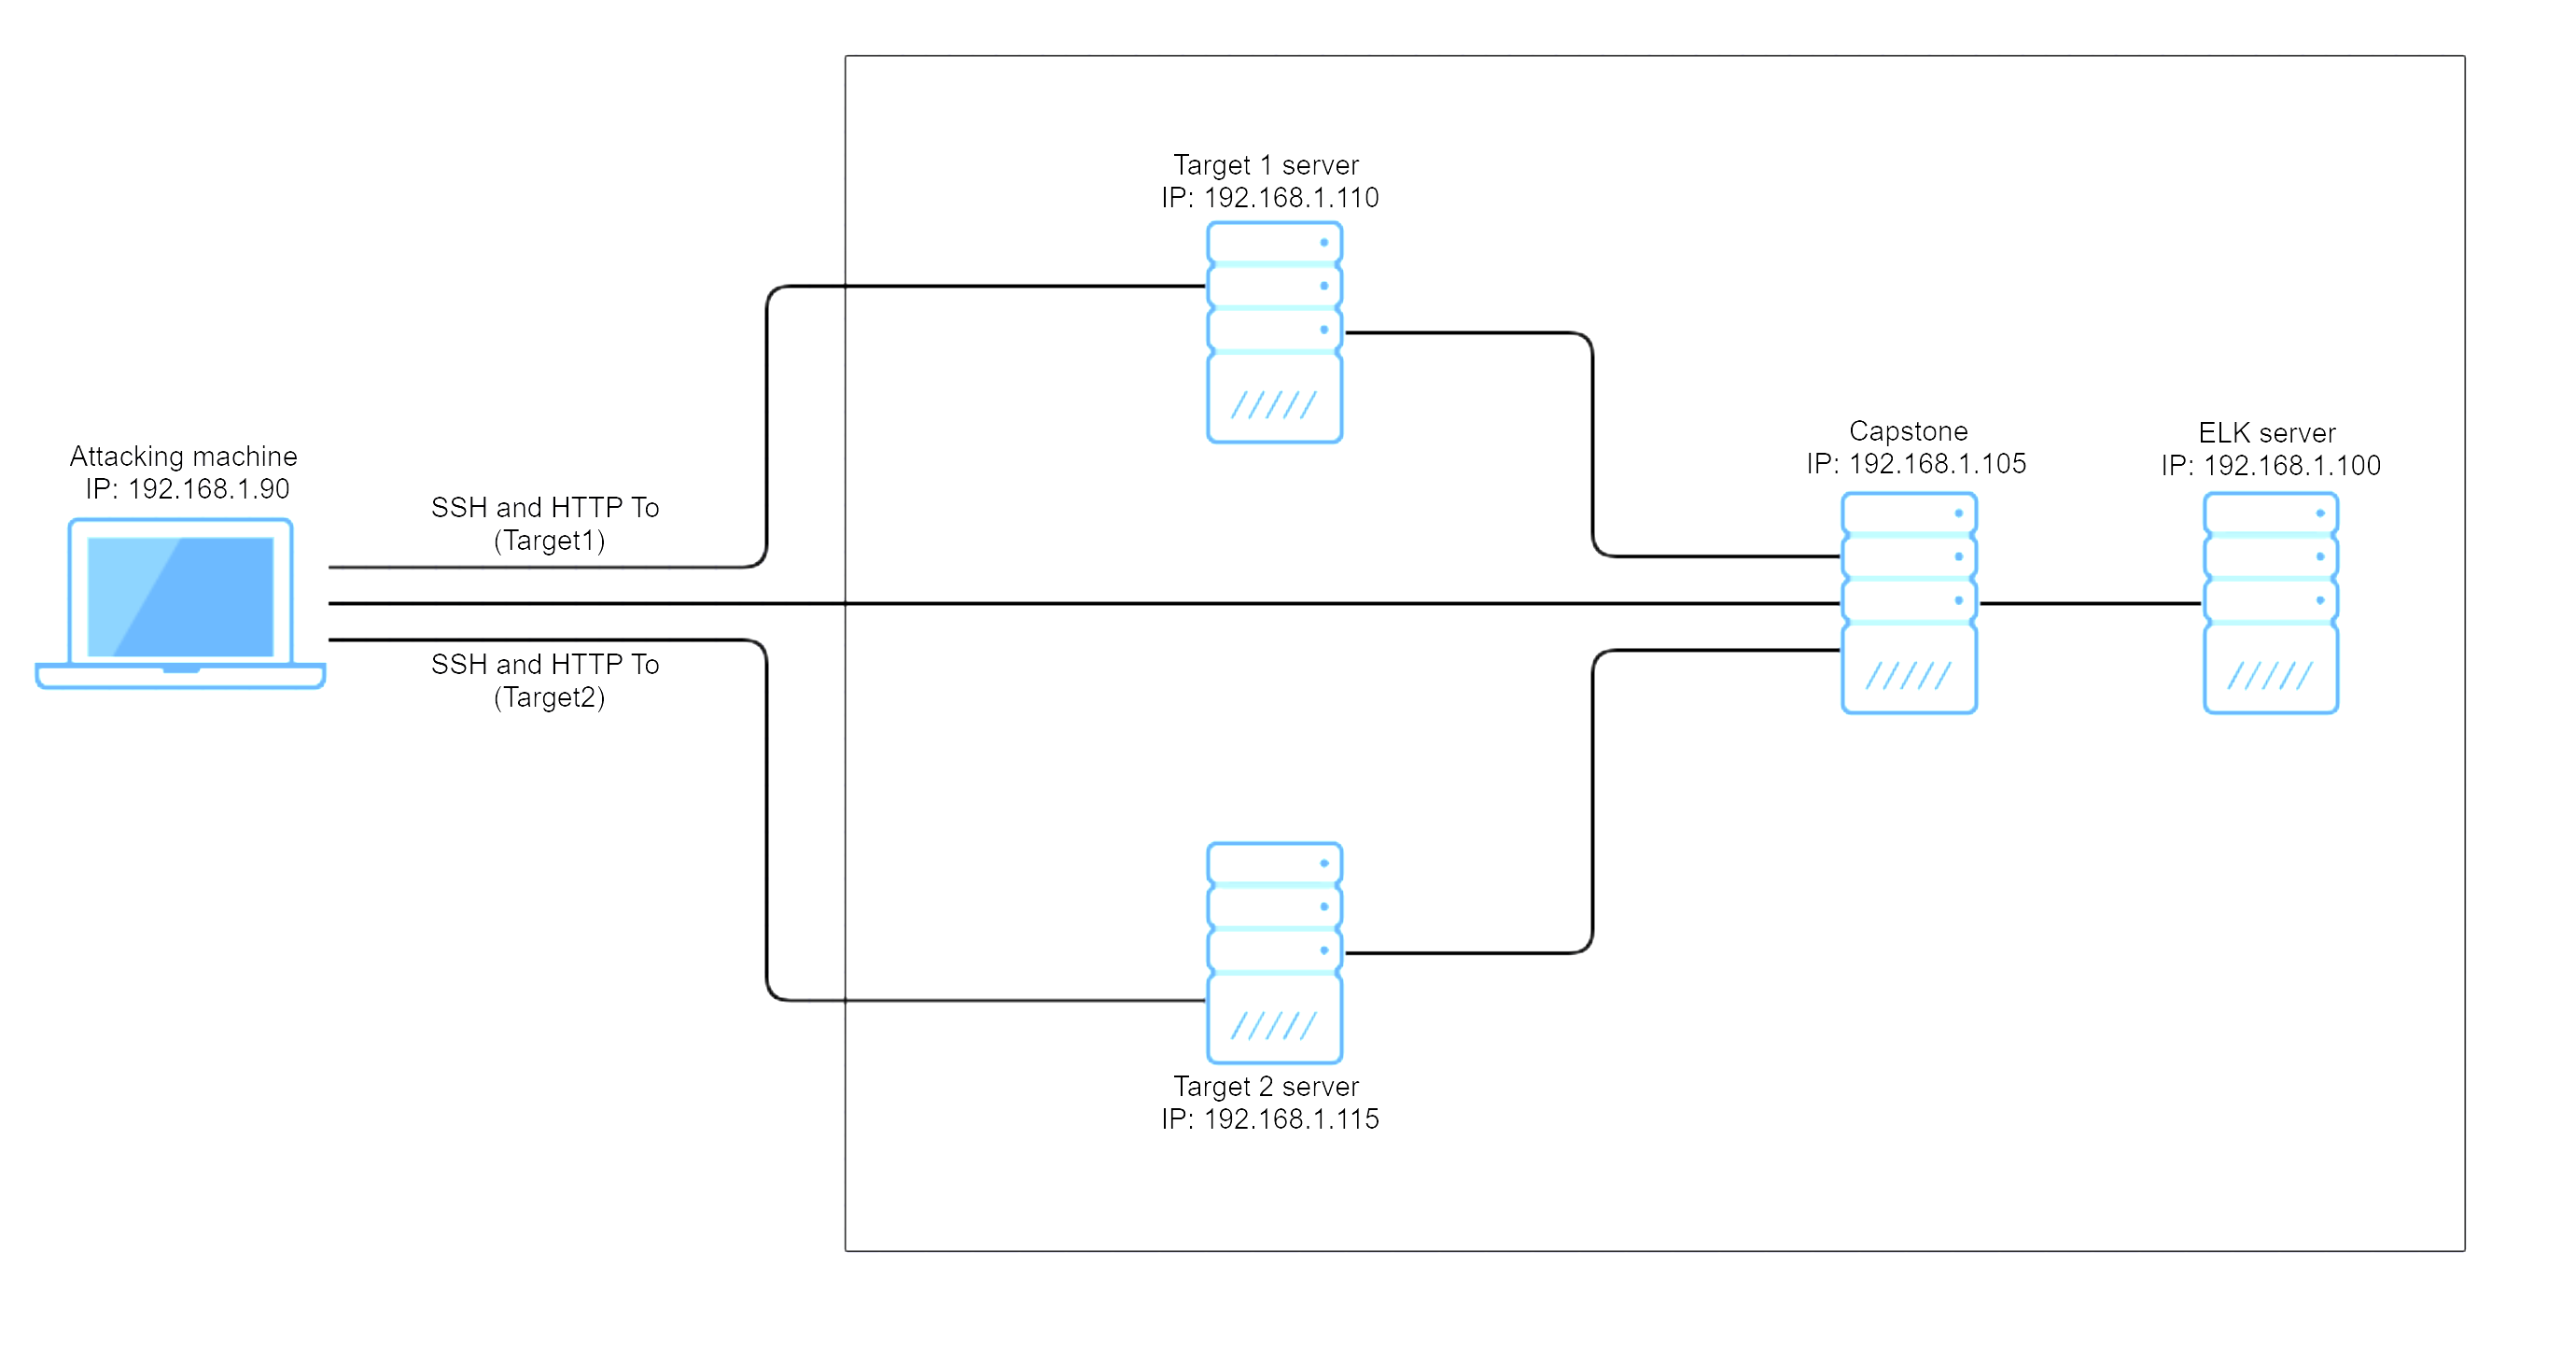 Target 1 server
IP: 192.168.1.110
Attacking machine
IP: 192.168.1.90
SSH and HTTP To
(Target1)
SSH and HTTP To
(Target2)
Capstone
IP: 192.168.1.105
ELK server
IP: 192.168.1.100
Target 2 server
IP: 192.168.1.115